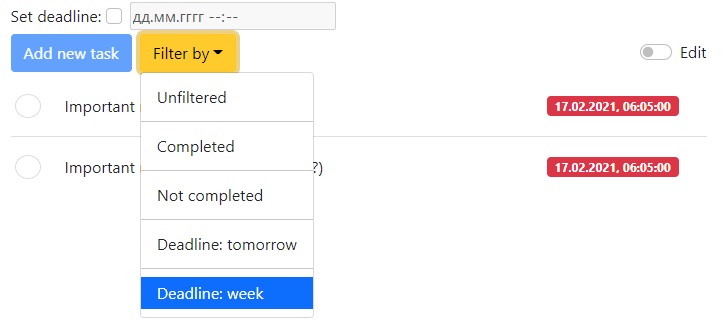 Set deadline: дд.мм.гггг --:--
Add new task Filter by Edit
Unfiltered
Important 17.02.2021, 06:05:00
Completed
Important ?) 17.02.2021, 06:05:00
Not completed
Deadline: tomorrow
Deadline: week